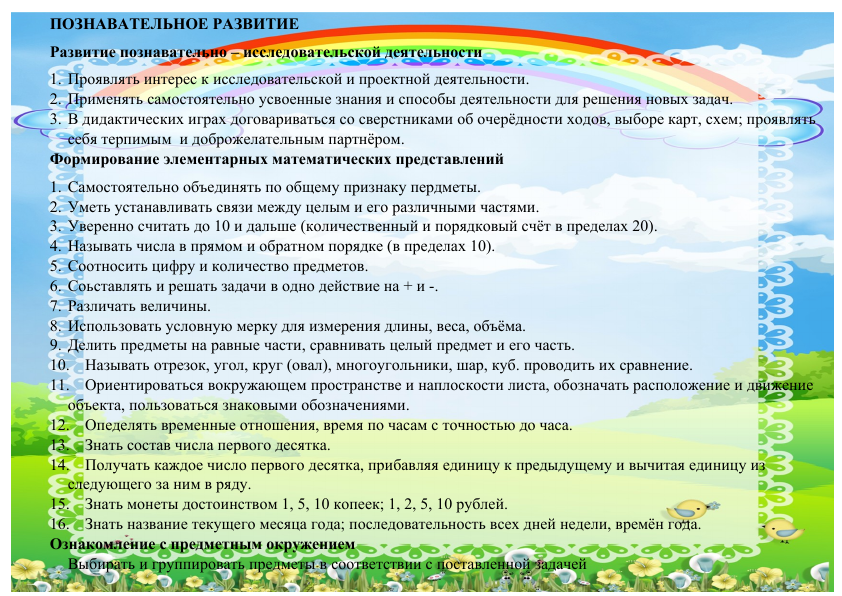 ПОЗНАВАТЕЛЬНОЕ РАЗВИТИЕ
Развитие познавательно – исследовательской деятельности
1. Проявлять интерес к исследовательской и проектной деятельности.
2. Применять самостоятельно усвоенные знания и способы деятельности для решения новых задач.
3. В дидактических играх договариваться со сверстниками об очерёдности ходов, выборе карт, схем; проявлять
себя терпимым и доброжелательным партнёром.
Формирование элементарных математических представлений
1. Самостоятельно объединять по общему признаку пердметы.
2. Уметь устанавливать связи между целым и его различными частями.
3. Уверенно считать до 10 и дальше (количественный и порядковый счёт в пределах 20).
4. Называть числа в прямом и обратном порядке (в пределах 10).
5. Соотносить цифру и количество предметов.
6. Соьставлять и решать задачи в одно действие на + и -.
7. Различать величины.
8. Использовать условную мерку для измерения длины, веса, объёма.
9. Делить предметы на равные части, сравнивать целый предмет и его часть.
10. Называть отрезок, угол, круг (овал), многоугольники, шар, куб. проводить их сравнение.
11. Ориентироваться вокружающем пространстве и наплоскости листа, обозначать расположение и движение
объекта, пользоваться знаковыми обозначениями.
12. Опеделять временные отношения, время по часам с точностью до часа.
13. Знать состав числа первого десятка.
14. Получать каждое число первого десятка, прибавляя единицу к предыдущему и вычитая единицу из
следующего за ним в ряду.
15. Знать монеты достоинством 1, 5, 10 копеек; 1, 2, 5, 10 рублей.
16. Знать название текущего месяца года; последовательность всех дней недели, времён года.
Ознакомление с предметным окружением
Выбирать и группировать предметы в соответствии с поставленной задачей